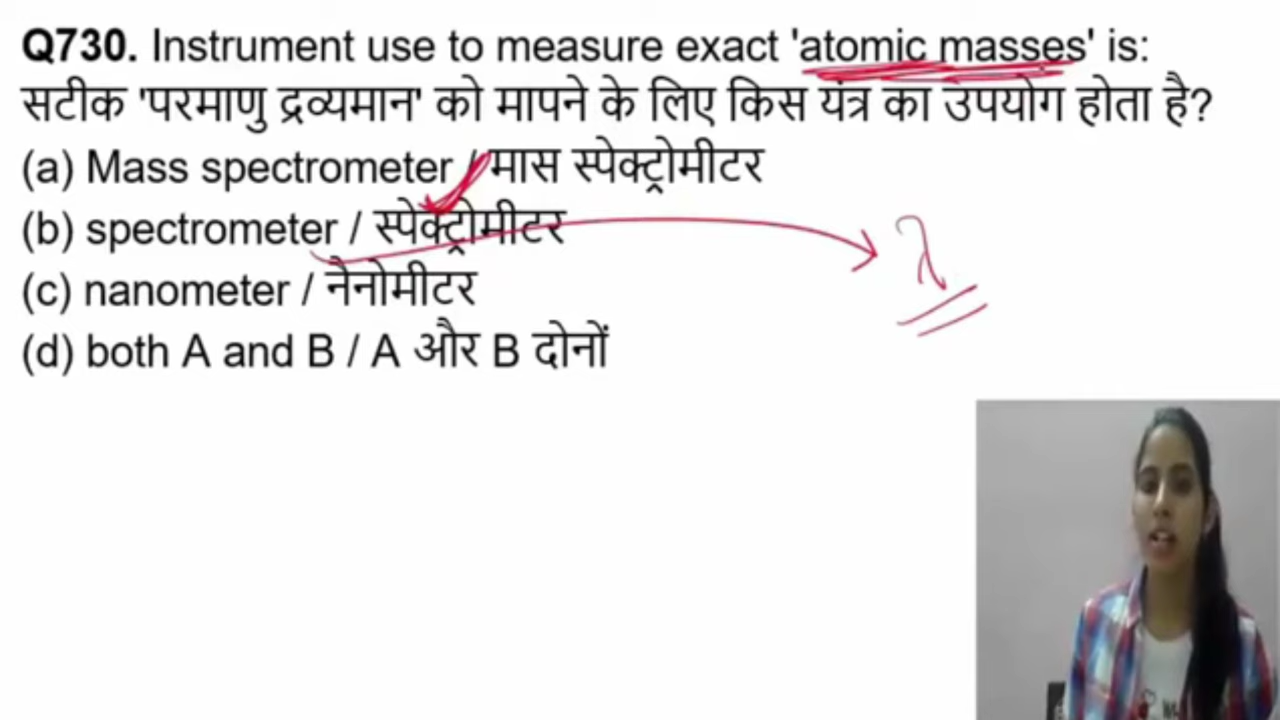 Q730. Instrument use to measure exact 'atomic masses' is:
सटीक 'परमाणु द्रव्यमान' को मापने के लिए किस यंत्र का उपयोग होता है?
(a) Mass spectrometer / मास स्पेक्ट्रोमीटर
(b) spectrometer / स्पेक्ट्रोमीटर
λ
(c) nanometer / नैनोमीटर
(d) both A and B / A और B दोनों